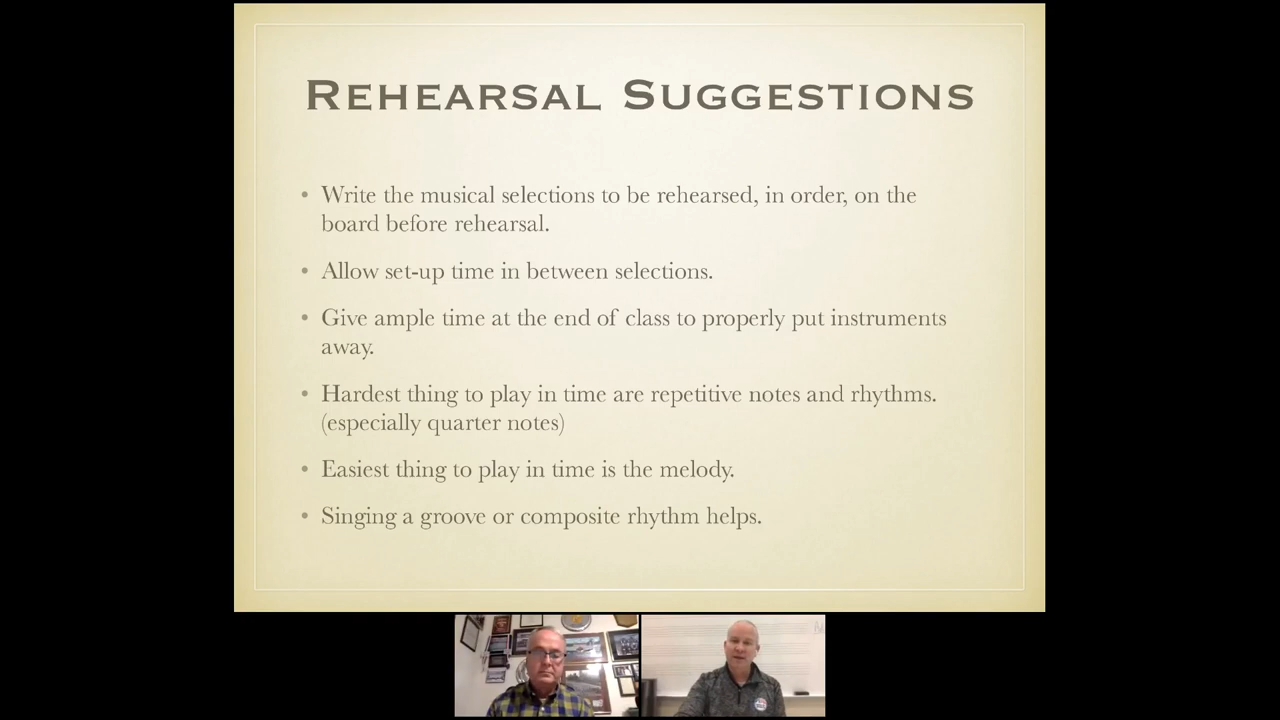 Rehearsal Suggestions
• Write the musical selections to be rehearsed, in order, on the
board before rehearsal.
• Allow set-up time in between selections.
• Give ample time at the end of class to properly put instruments
away.
• Hardest thing to play in time are repetitive notes and rhythms.
(especially quarter notes)
• Easiest thing to play in time is the melody.
• Singing a groove or composite rhythm helps.